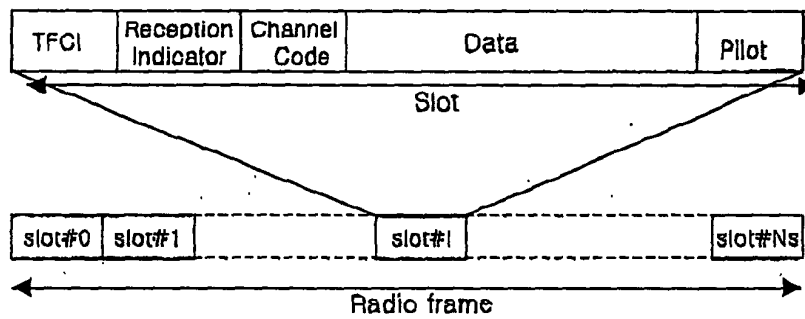 TFCI
Reception
Indicator
Channel
Code
Data
Pilot
Slot
slot#0
slot#1
slot#i
slot#Ns
Radio frame